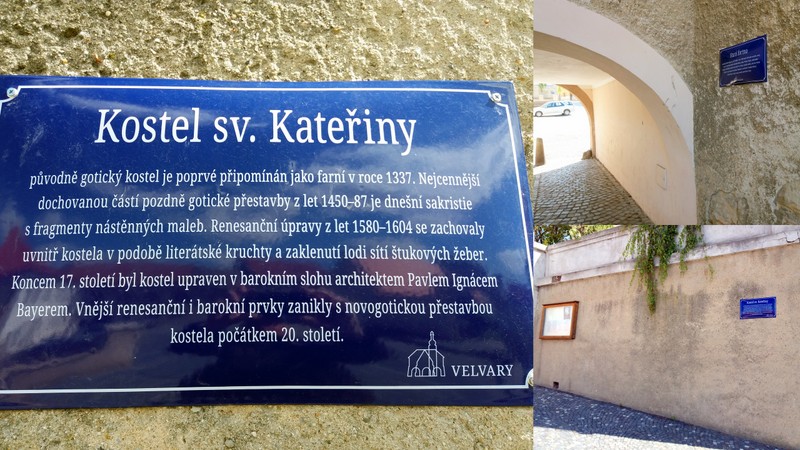 Kostel sv. Kateřiny
původně gotický kostel je poprvé připomínán jako farní v roce 1337. Nejcennější
dochovanou částí pozdně gotické přestavby z let 1450–87 je dnešní sakristie
s fragmenty nástěnných maleb. Renesanční úpravy z let 1580–1604 se zachovaly
uvnitř kostela v podobě literátské kruchty a zaklenutí lodi sítí štukových žeber.
Koncem 17. století byl kostel upraven v barokním slohu architektem Pavlem Ignácem
Bayerem. Vnější renesanční i barokní prvky zanikly s novogotickou přestavbou
kostela počátkem 20. století.
VELVARY